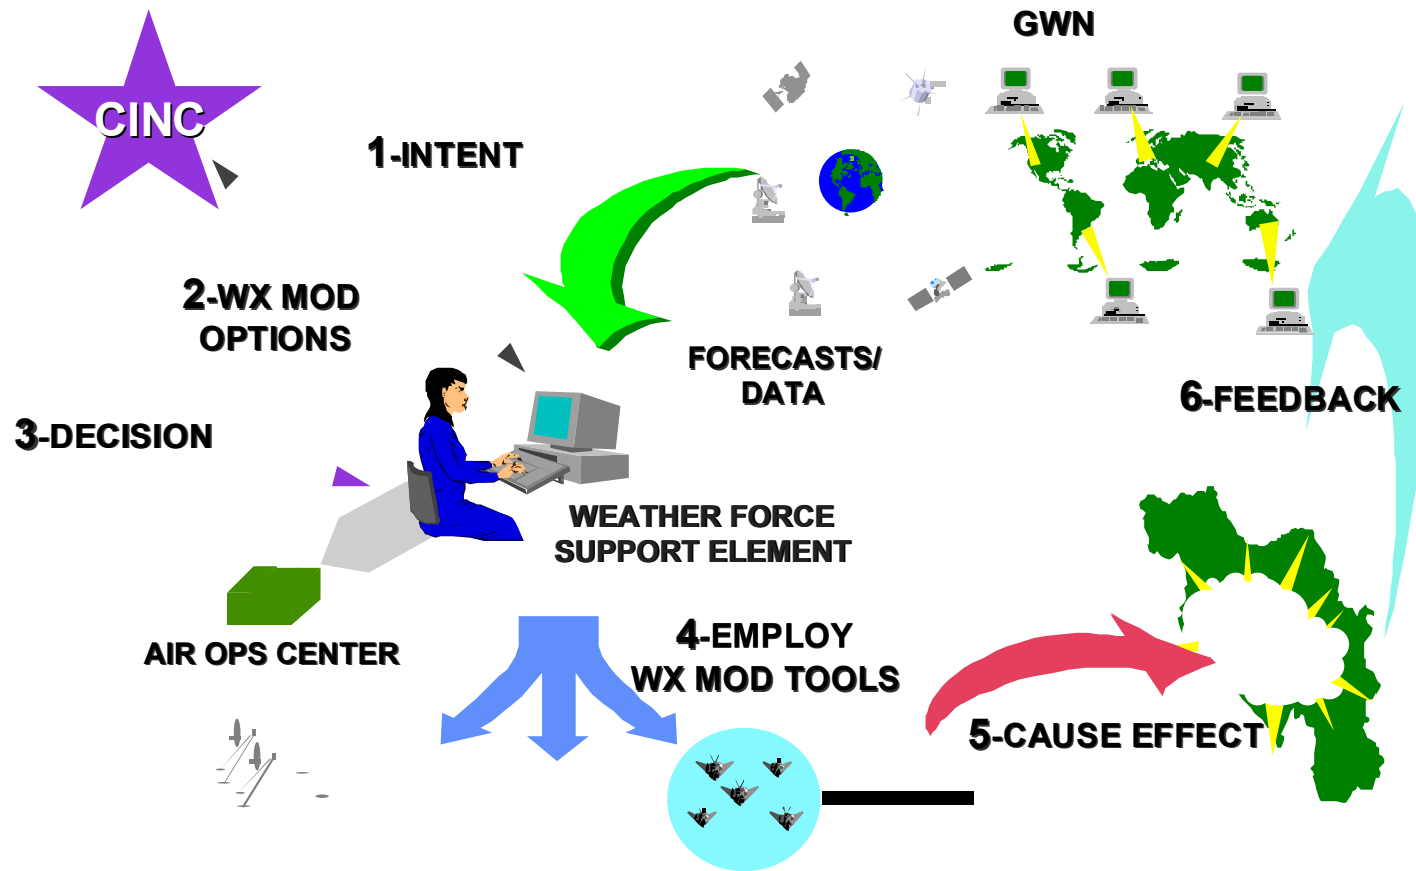 GWN
CINC
1-INTENT
2-WX MOD
OPTIONS
FORECASTS/
DATA
6-FEEDBACK
3-DECISION
WEATHER FORCE
SUPPORT ELEMENT
AIR OPS CENTER
4-EMPLOY
WX MOD TOOLS
5-CAUSE EFFECT